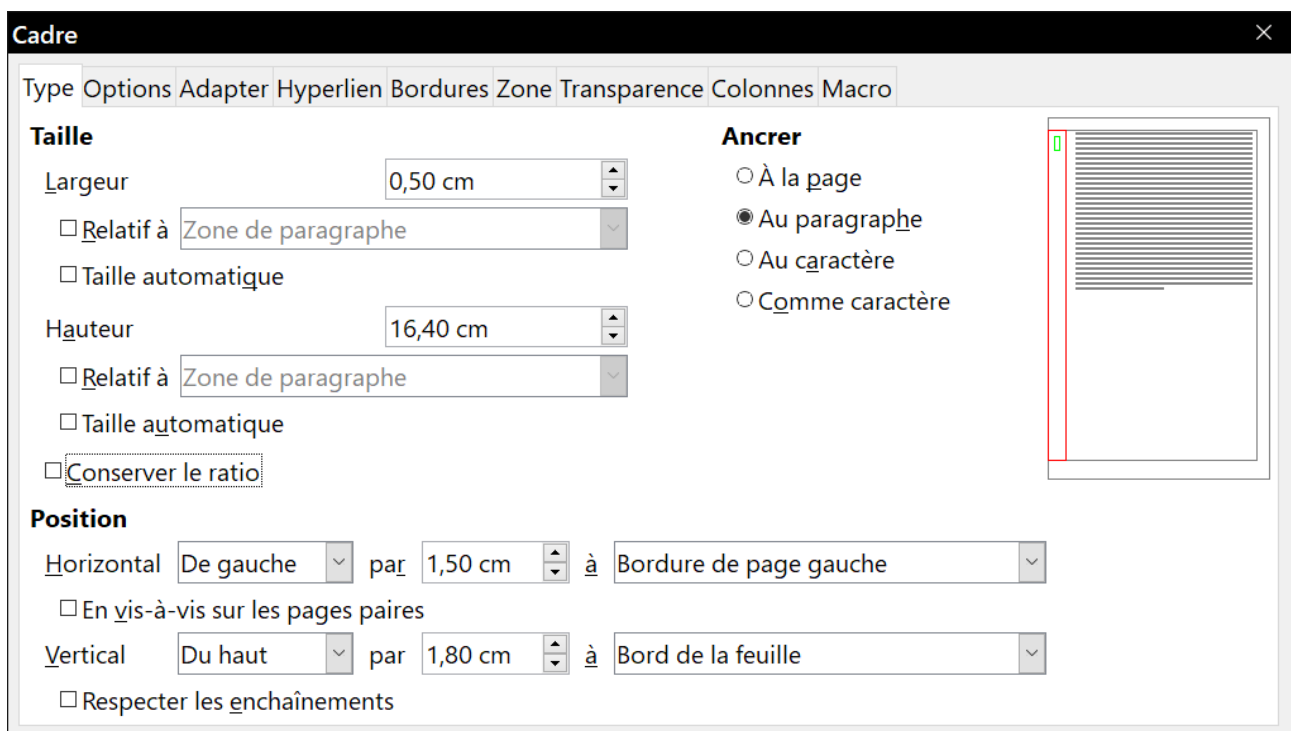 Cadre
Type Options Adapter Hyperlien Bordures Zone Transparence Colonnes Macro
Taille
Largeur 0,50 cm
Relatif à Zone de paragraphe
Taille automatique
Hauteur 16,40 cm
Relatif à Zone de paragraphe
Taille automatique
Conserver le ratio
Ancrer
À la page
Au paragraphe
Au caractère
Comme caractère
Position
Horizontal De gauche par 1,50 cm à Bordure de page gauche
En vis-à-vis sur les pages paires
Vertical Du haut par 1,80 cm à Bord de la feuille
Respecter les enchaînements